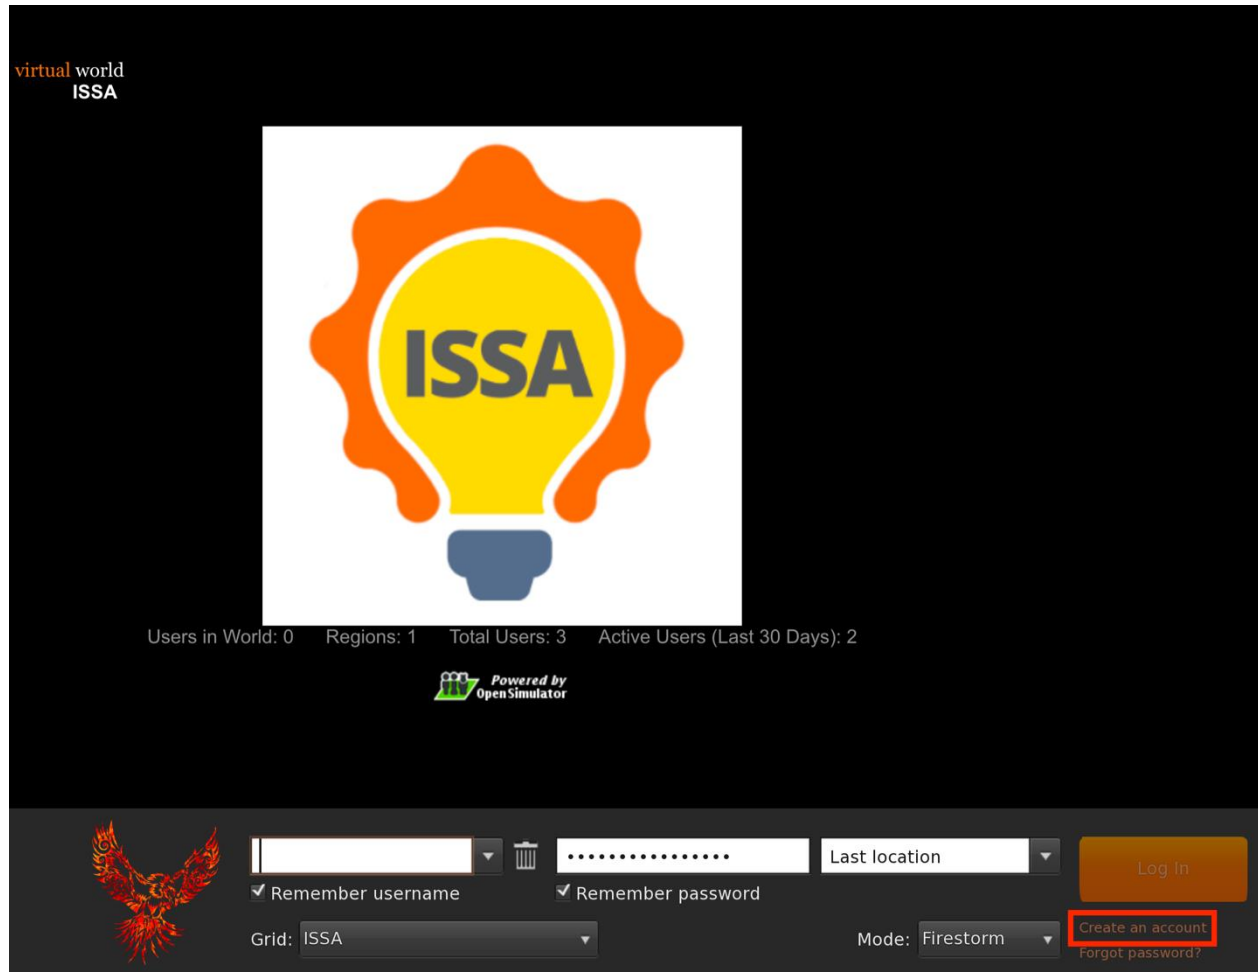 virtual world
ISSA
ISSA
Users in World: 0 Regions: 1 Total Users: 3 Active Users (Last 30 Days): 2
Powered by
OpenSimulator
Last location
Log In
Remember username
Remember password
Create an account
Grid: ISSA
Mode: Firestorm
Forgot password?